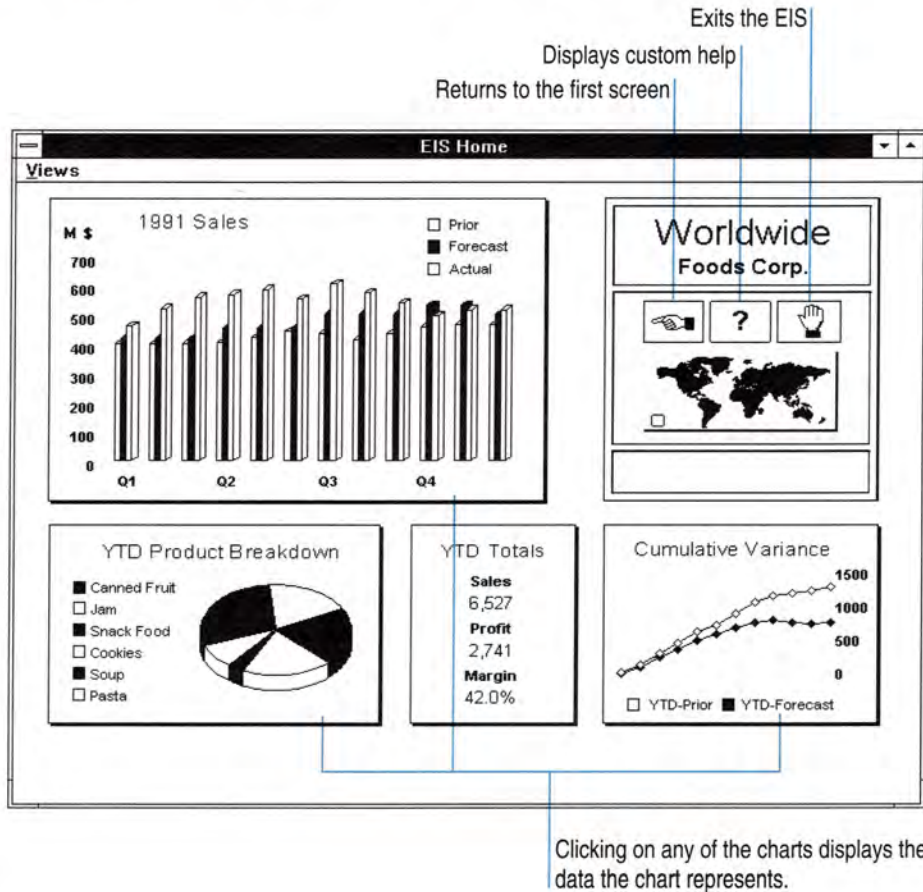 Exits the EIS
Displays custom help
Returns to the first screen
EIS Home
Views
1991 Sales
M $
700
600
500
400
300
200
100
0
Q1 Q2 Q3 Q4
Prior
Forecast
Actual
Worldwide
Foods Corp.
?
YTD Product Breakdown
Canned Fruit
Jam
Snack Food
Cookies
Soup
Pasta
YTD Totals
Sales
6,527
Profit
2,741
Margin
42.0%
Cumulative Variance
1500
1000
500
0
YTD-Prior YTD-Forecast
Clicking on any of the charts displays the
data the chart represents.